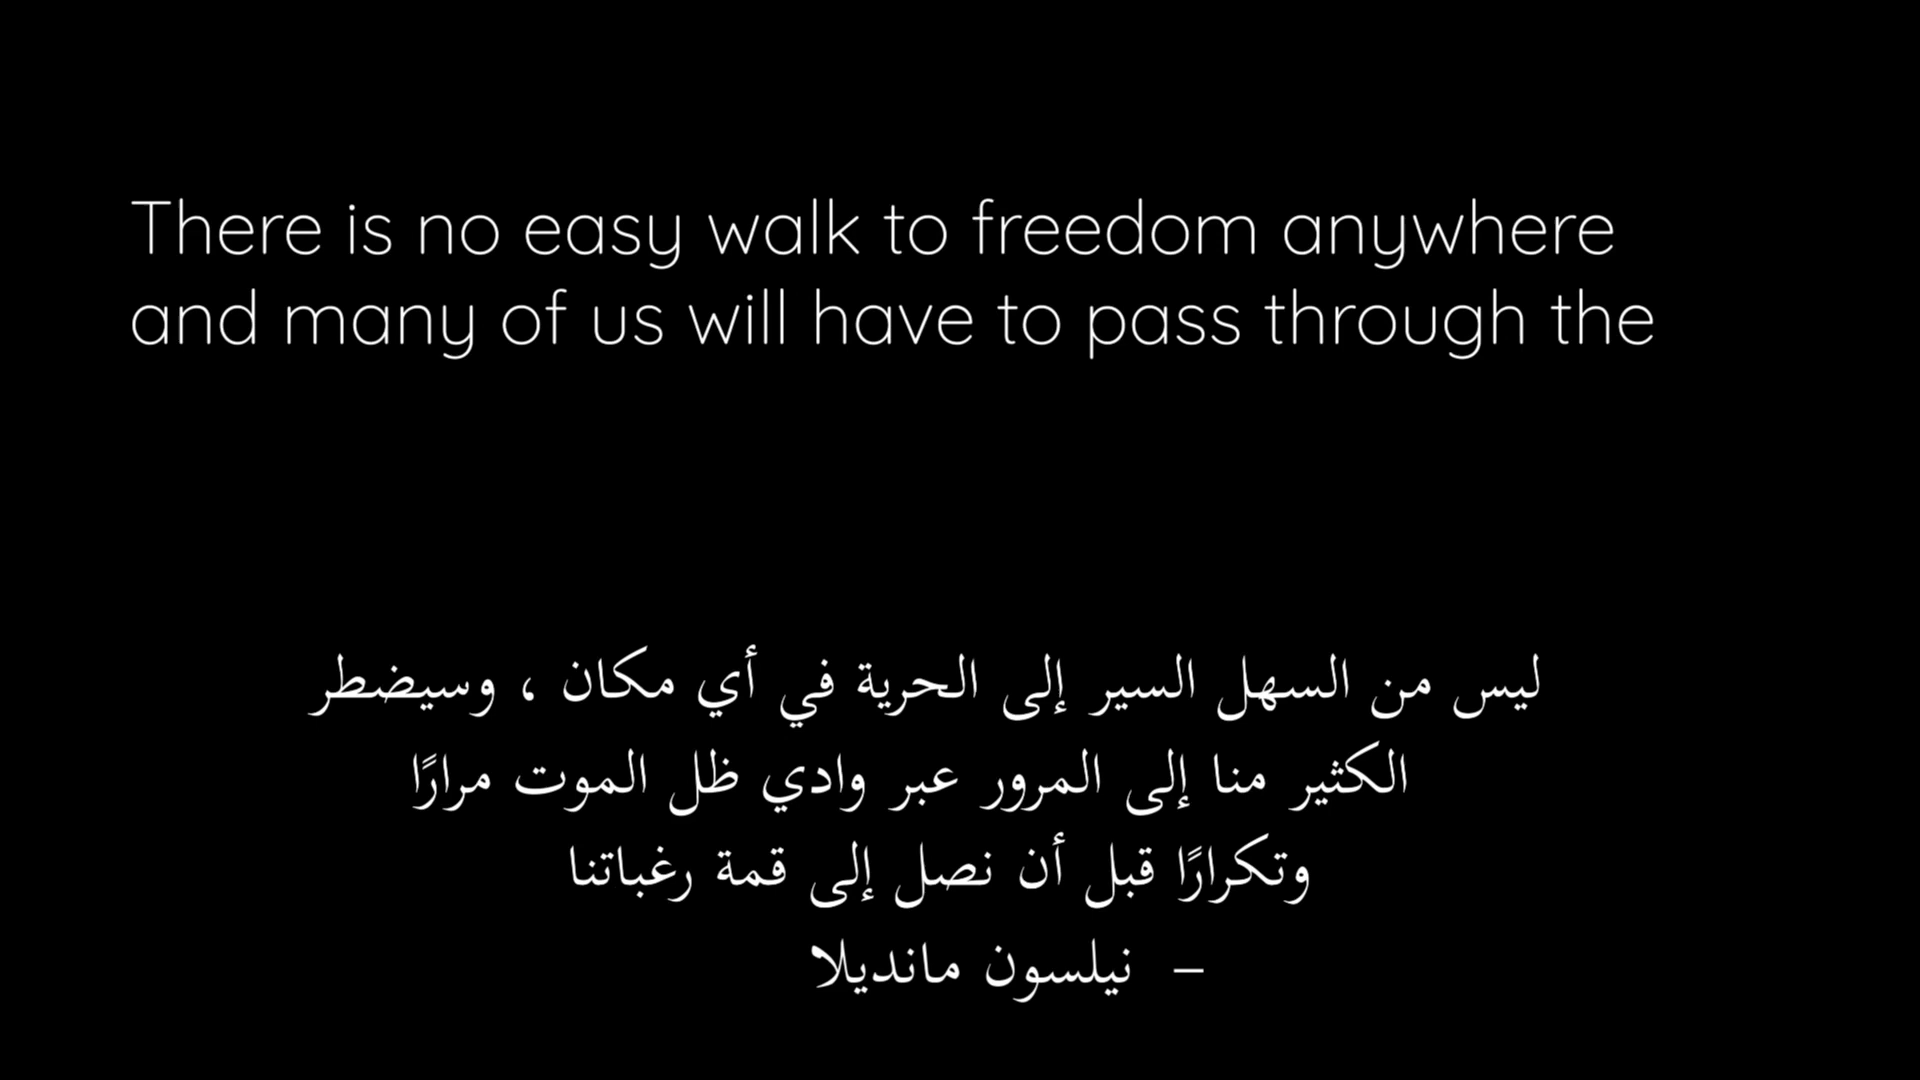 There is no easy walk to freedom anywhere
and many of us will have to pass through the
ليس من السهل السير إلى الحرية في أي مكان ، وسيضطر
الكثير منا إلى المرور عبر وادي ظل الموت مرارًا
وتكرارًا قبل أن نصل إلى قمة رغباتنا
– نيلسون مانديلا